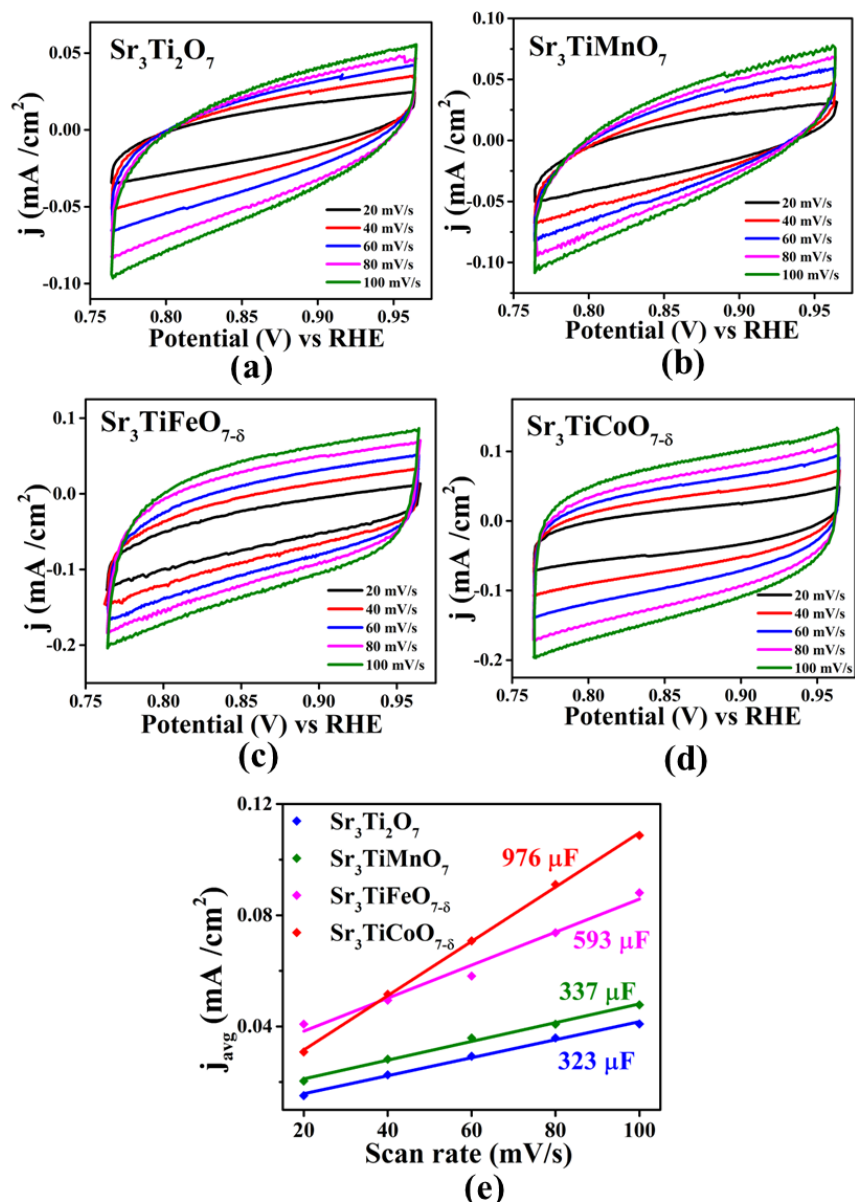 Sr3Ti2O7
0.05
0.00
-0.05
-0.10
j (mA /cm2)
20 mV/s
40 mV/s
60 mV/s
80 mV/s
100 mV/s
0.75 0.80 0.85 0.90 0.95
Potential (V) vs RHE
(a)
Sr3TiMnO7
0.10
0.05
0.00
-0.05
-0.10
j (mA /cm2)
20 mV/s
40 mV/s
60 mV/s
80 mV/s
100 mV/s
0.75 0.80 0.85 0.90 0.95
Potential (V) vs RHE
(b)
Sr3TiFeO7-δ
0.1
0.0
-0.1
-0.2
j (mA /cm2)
20 mV/s
40 mV/s
60 mV/s
80 mV/s
100 mV/s
0.75 0.80 0.85 0.90 0.95
Potential (V) vs RHE
(c)
Sr3TiCoO7-δ
0.1
0.0
-0.1
-0.2
j (mA /cm2)
20 mV/s
40 mV/s
60 mV/s
80 mV/s
100 mV/s
0.75 0.80 0.85 0.90 0.95
Potential (V) vs RHE
(d)
0.12
0.08
0.04
javg (mA /cm2)
Sr3Ti2O7
Sr3TiMnO7
Sr3TiFeO7-δ
Sr3TiCoO7-δ
976 μF
593 μF
337 μF
323 μF
20 40 60 80 100
Scan rate (mV/s)
(e)